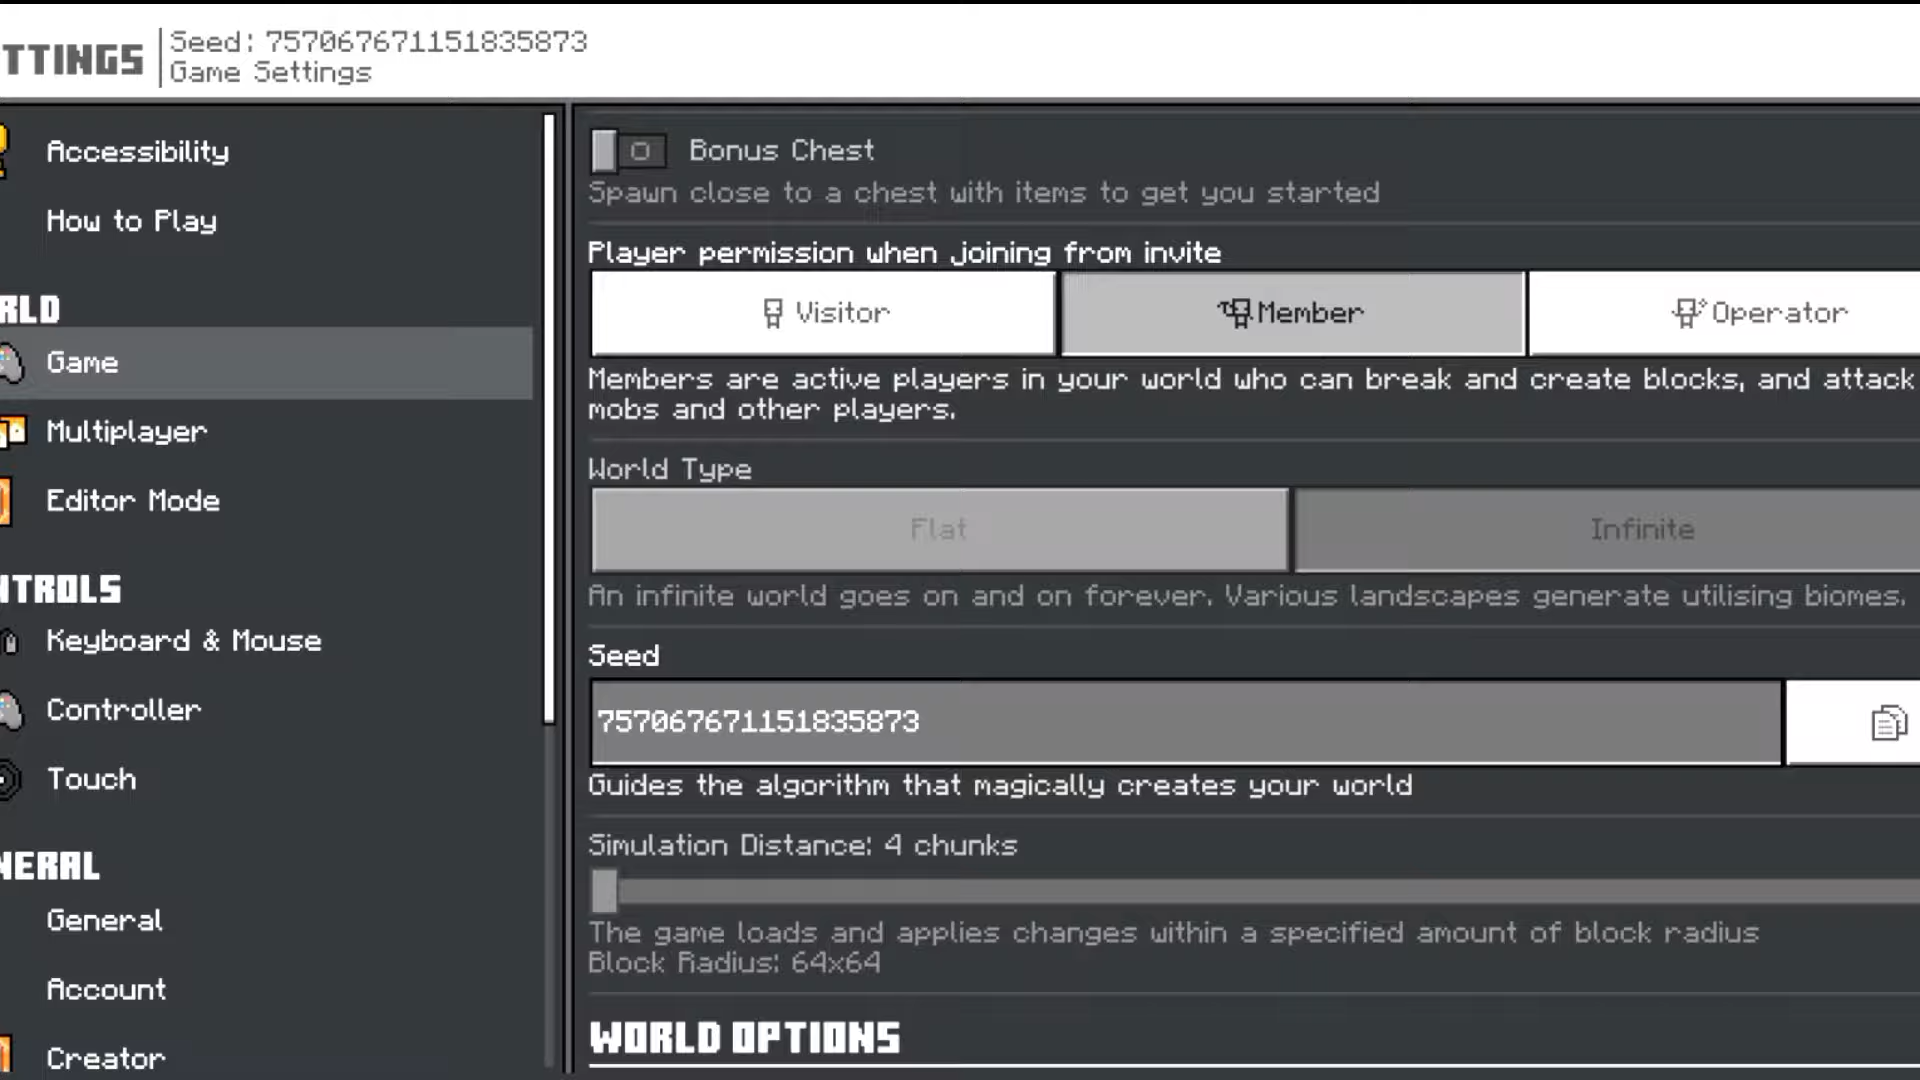 TTINGS
Seed: 757067671151835873
Game Settings
Accessibility
How to Play
RLD
Game
Multiplayer
Editor Mode
NTROLS
Keyboard & Mouse
Controller
Touch
NERAL
General
Account
Creator
Bonus Chest
Spawn close to a chest with items to get you started
Player permission when joining from invite
Visitor
Member
Operator
Members are active players in your world who can break and create blocks, and attack
mobs and other players.
World Type
Flat
Infinite
An infinite world goes on and on forever. Various landscapes generate utilising biomes.
Seed
757067671151835873
Guides the algorithm that magically creates your world
Simulation Distance: 4 chunks
The game loads and applies changes within a specified amount of block radius
Block Radius: 64x64
WORLD OPTIONS